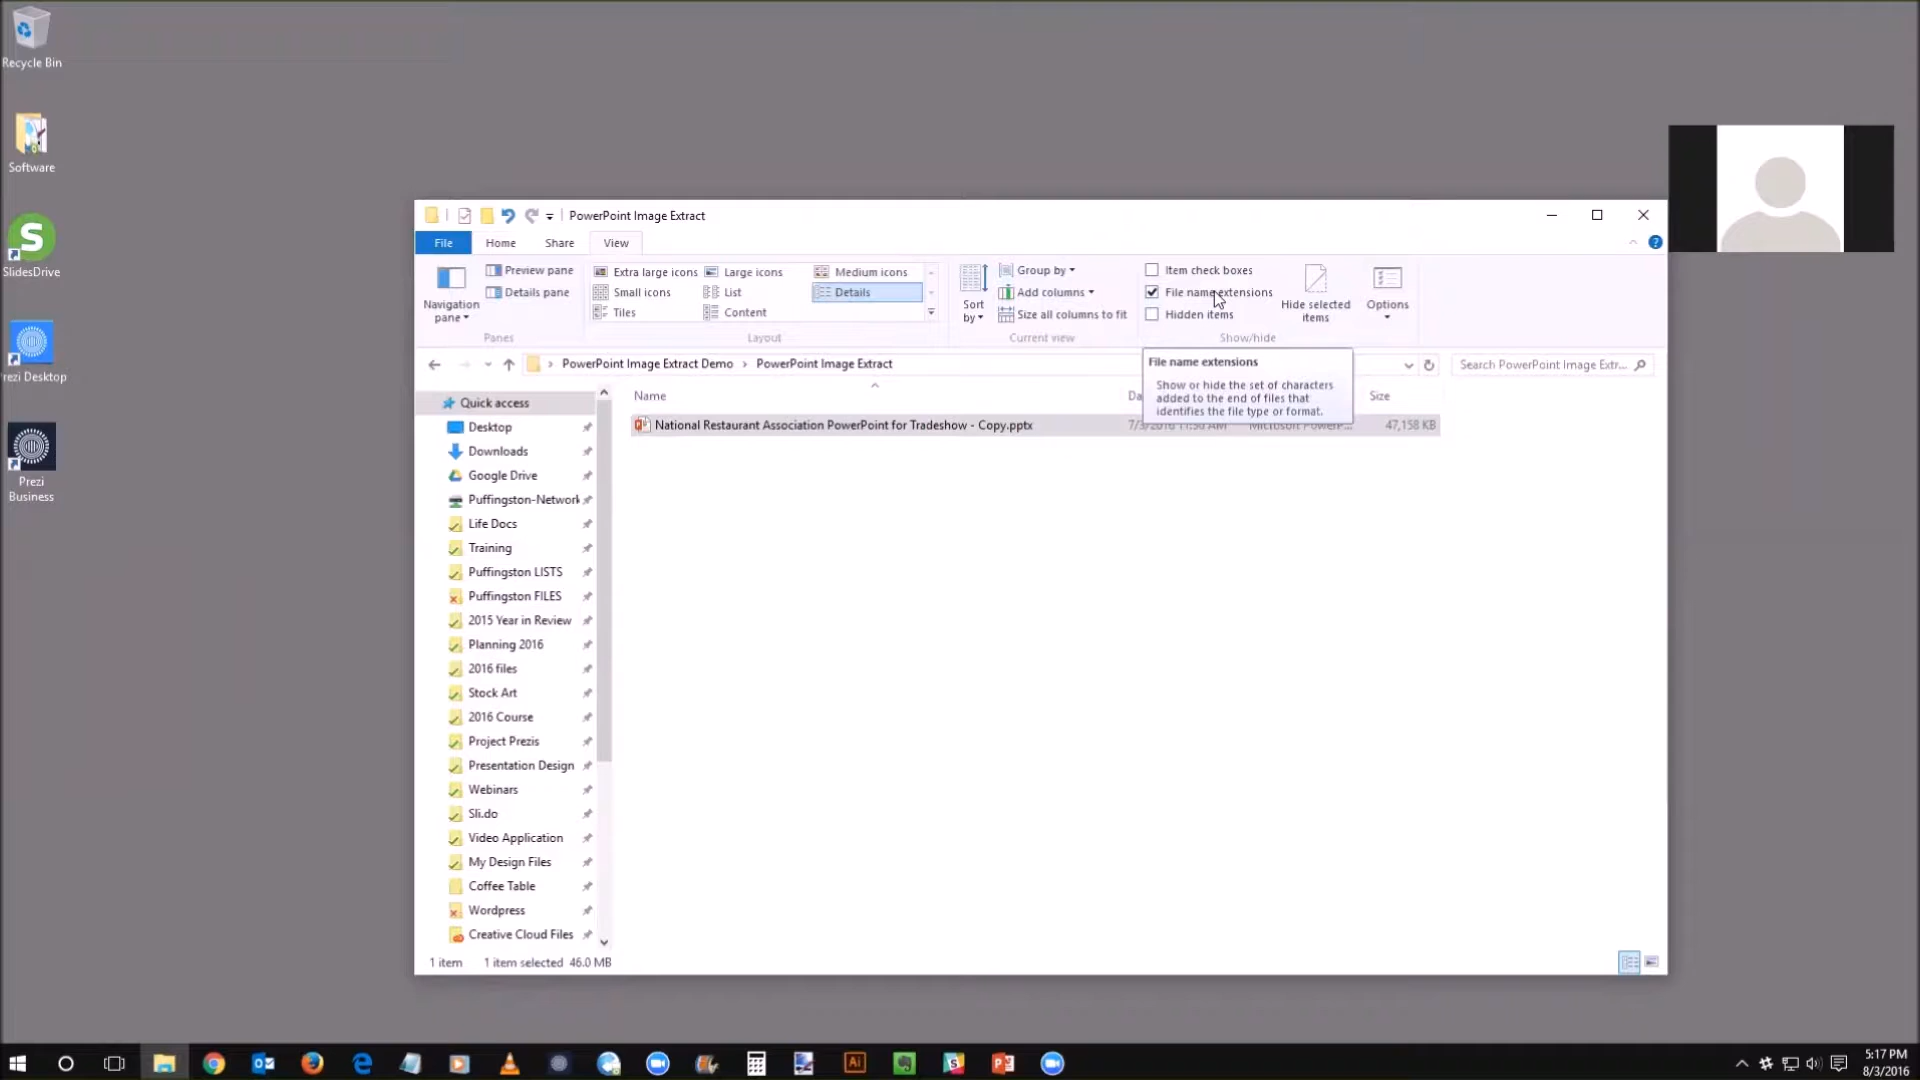 Recycle Bin
Software
SlidesDrive
rezi Desktop
Prezi
Business
PowerPoint Image Extract
File Home Share View
Navigation
pane
Preview pane
Details pane
Panes
Extra large icons Large icons Medium icons
Small icons List Details
Tiles Content
Layout
Sort
by
Group by
Add columns
Size all columns to fit
Current view
Item check boxes
File name extensions
Hidden items
Hide selected
items
Show/hide
Options
PowerPoint Image Extract Demo › PowerPoint Image Extract
Search PowerPoint Image Extr...
File name extensions
Show or hide the set of characters
added to the end of files that
identifies the file type or format.
Name Da Size
National Restaurant Association PowerPoint for Tradeshow - Copy.pptx 47,158 KB
Quick access
Desktop
Downloads
Google Drive
Puffingston-Network
Life Docs
Training
Puffingston LISTS
Puffingston FILES
2015 Year in Review
Planning 2016
2016 files
Stock Art
2016 Course
Project Prezis
Presentation Design
Webinars
Sli.do
Video Application
My Design Files
Coffee Table
Wordpress
Creative Cloud Files
1 item 1 item selected 46.0 MB
5:17 PM
8/3/2016